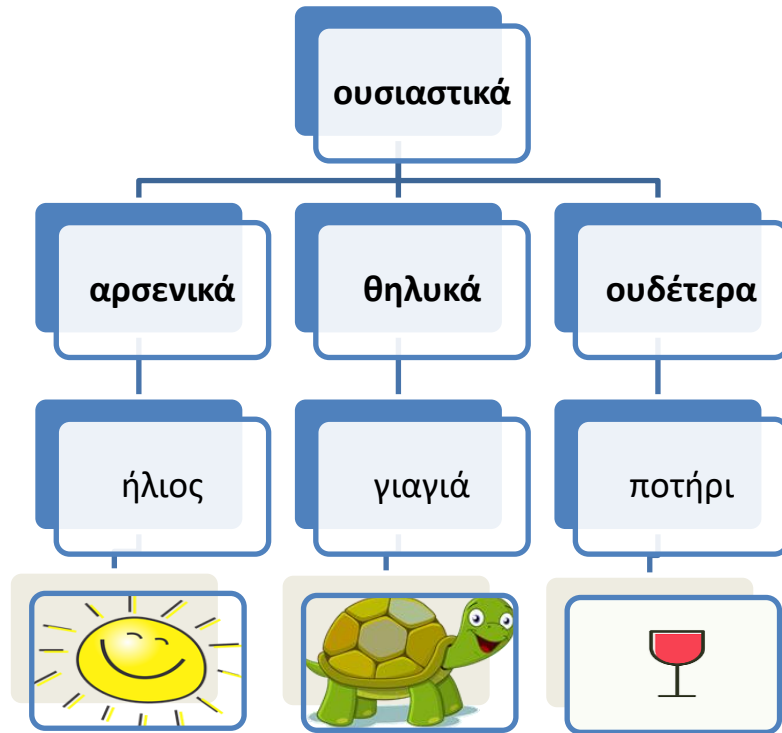 ουσιαστικά
αρσενικά
θηλυκά
ουδέτερα
ήλιος
γιαγιά
ποτήρι